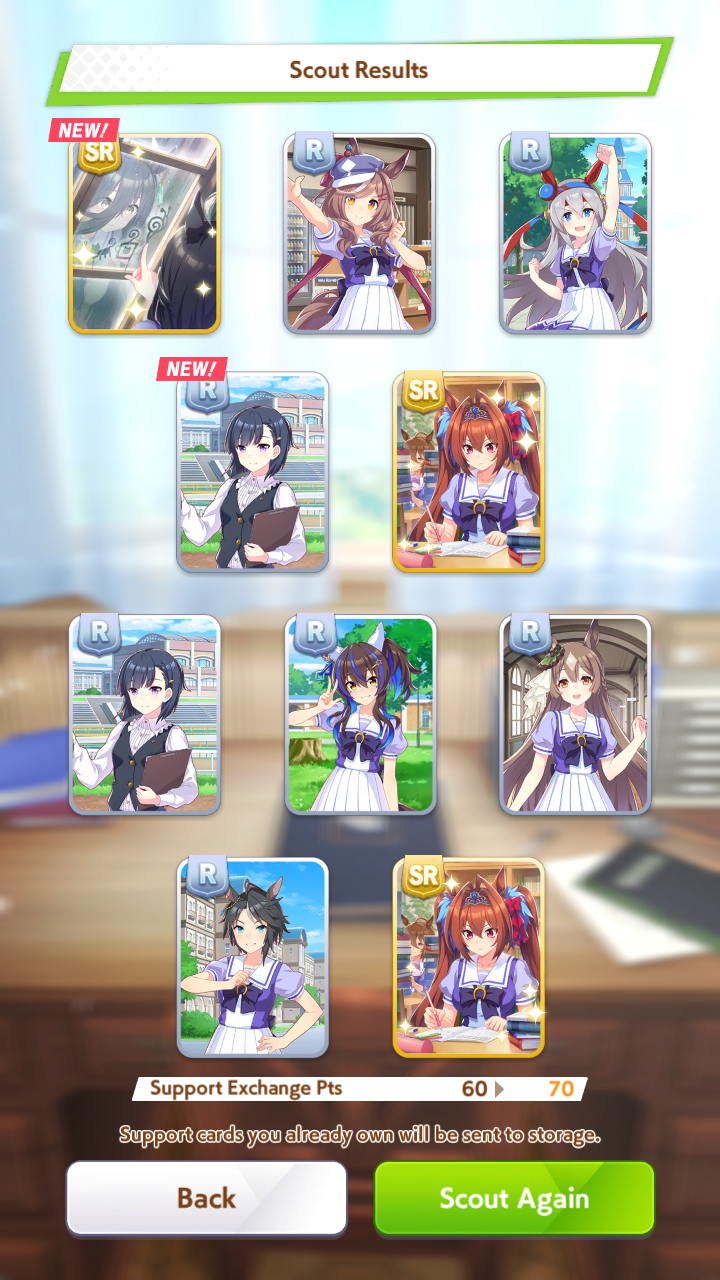 Scout Results
NEW!
SR
R
R
NEW!
R
SR
R
R
R
R
SR
Support Exchange Pts 60 70
Support cards you already own will be sent to storage.
Back
Scout Again